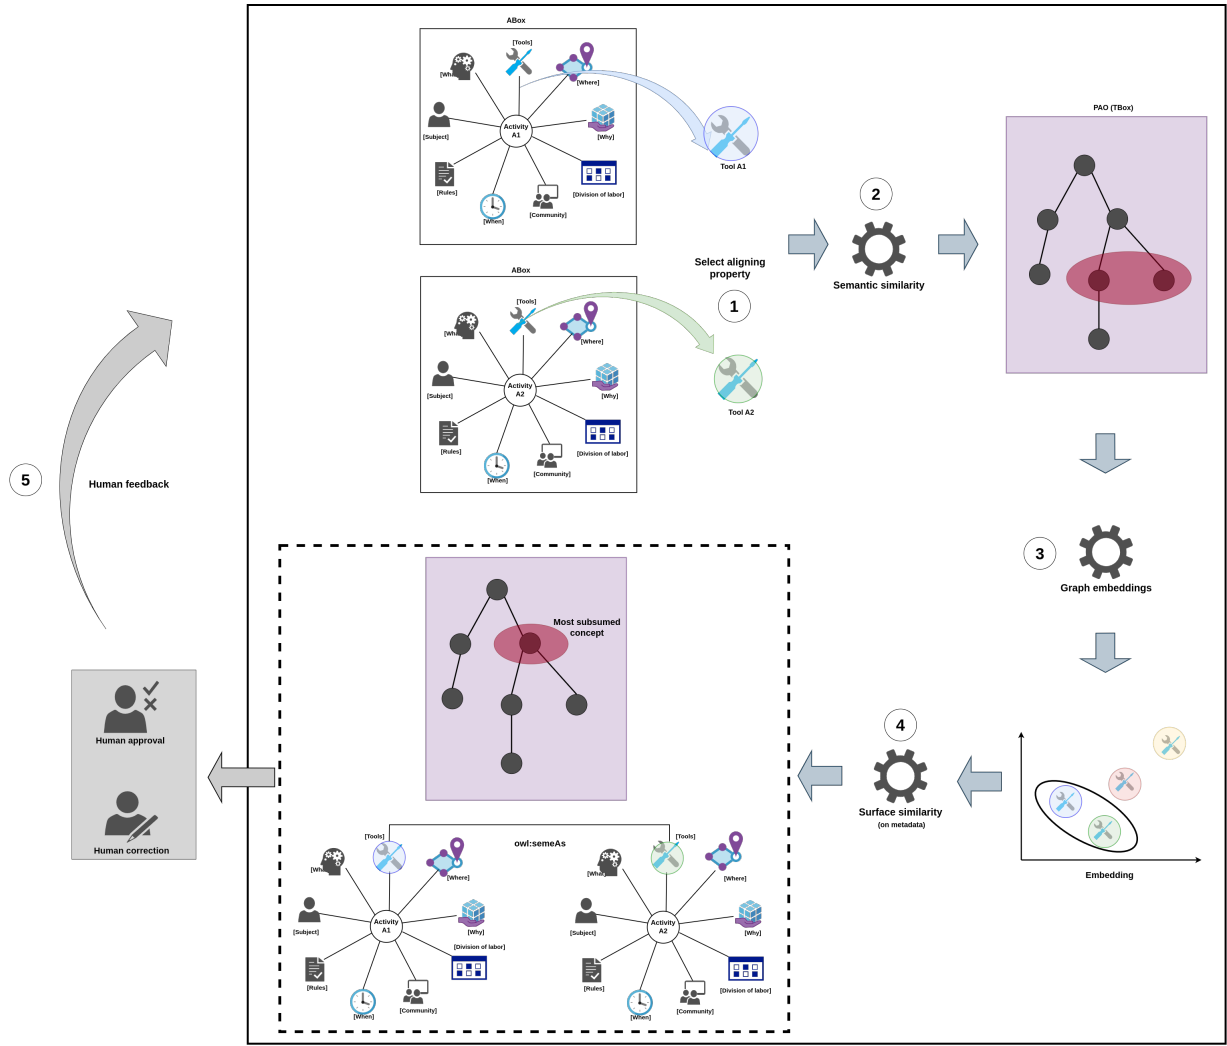 ABox
[Tools]
[Wha
[Where]
[Subject]
Activity
A1
[Why]
[Rules]
[When]
[Community]
[Division of labor]
Tool A1
ABox
[Tools]
[Wha
[Where]
[Subject]
Activity
A2
[Why]
[Rules]
[When]
[Community]
[Division of labor]
Tool A2
Select aligning
property
1
2
Semantic similarity
PAO (TBox)
3
Graph embeddings
Embedding
4
Surface similarity
(on metadata)
Most subsumed
concept
owl:semeAs
[Tools]
[Wha
[Where]
[Subject]
Activity
A1
[Why]
[Division of labor]
[Rules]
[When]
[Community]
[Tools]
[What
[Where]
[Subject]
Activity
A2
[Why]
[Rules]
[When]
[Community]
[Division of labor]
Human approval
Human correction
5
Human feedback